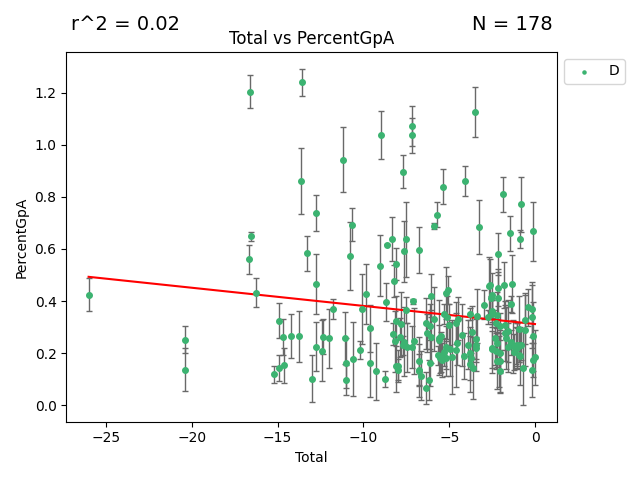 r^2 = 0.02
N = 178
Total vs PercentGpA
D
PercentGpA
1.2
1.0
0.8
0.6
0.4
0.2
0.0
−25
−20
−15
−10
−5
0
Total